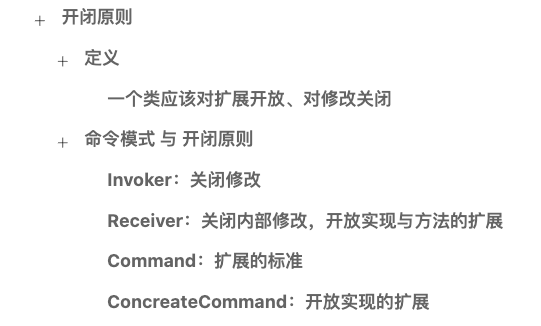 开闭原则
定义
一个类应该对扩展开放、对修改关闭
命令模式 与 开闭原则
Invoker：关闭修改
Receiver：关闭内部修改，开放实现与方法的扩展
Command：扩展的标准
ConcreateCommand：开放实现的扩展